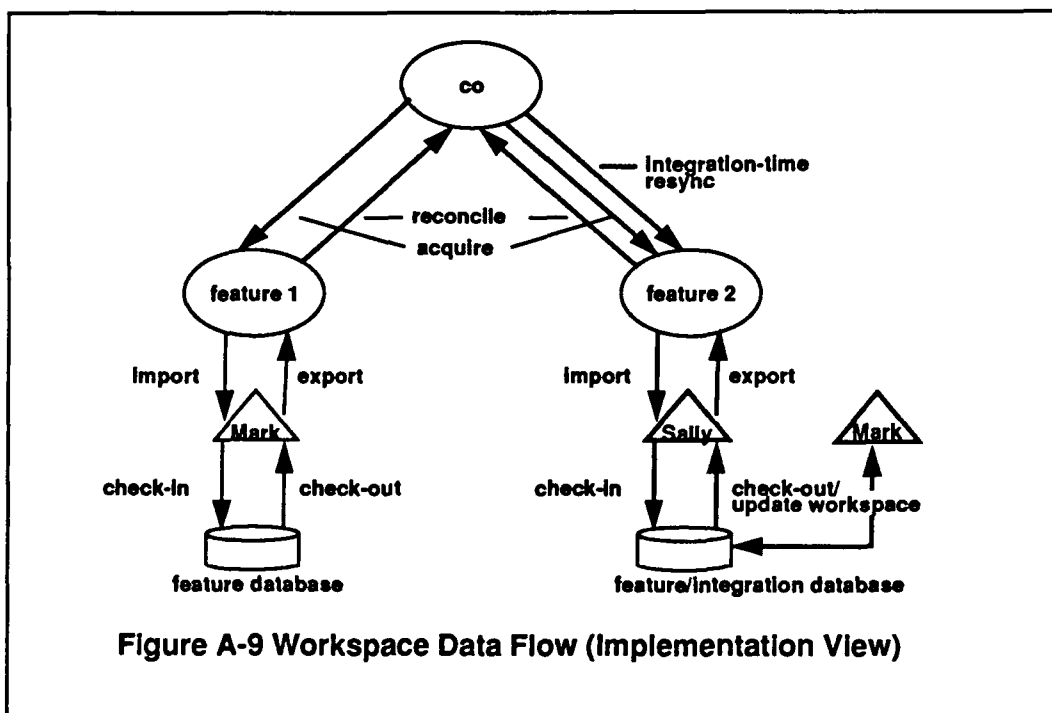 co
integration-time
resync
reconcile
acquire
feature 1
feature 2
import
export
import
export
Mark
Sally
Mark
check-in
check-out
check-in
check-out/
update workspace
feature database
feature/integration database
Figure A-9 Workspace Data Flow (Implementation View)